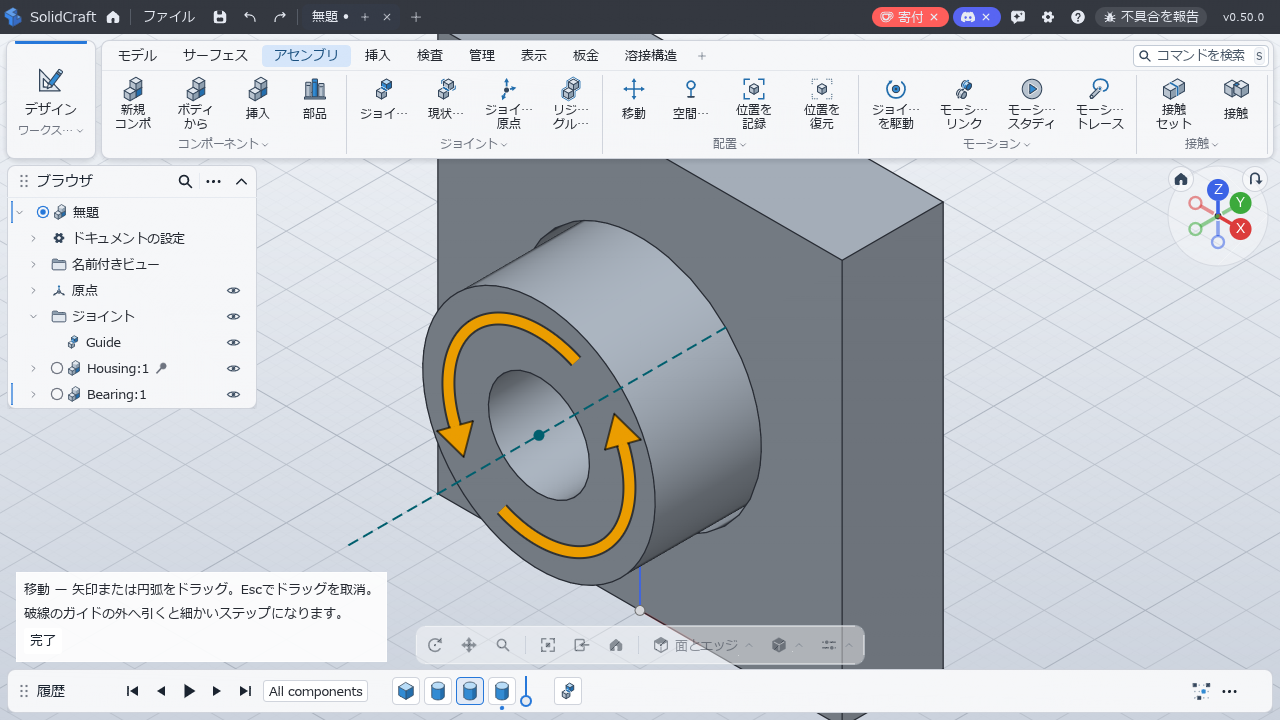 SolidCraft
ファイル
無題
寄付
不具合を報告
v0.50.0
デザイン
ワークス…
モデル
サーフェス
アセンブリ
挿入
検査
管理
表示
板金
溶接構造
コマンドを検索
S
新規
コンポ
ボディ
から
挿入
部品
コンポーネント
ジョイ…
現状…
ジョイ…
原点
リジ…
グル…
ジョイント
移動
空間…
位置を
記録
位置を
復元
配置
ジョイ…
を駆動
モーシ…
リンク
モーシ…
スタディ
モーシ…
トレース
モーション
接触
セット
接触
接触
ブラウザ
無題
ドキュメントの設定
名前付きビュー
原点
ジョイント
Guide
Housing:1
Bearing:1
Z
Y
X
移動 — 矢印または円弧をドラッグ。Escでドラッグを取消。
破線のガイドの外へ引くと細かいステップになります。
完了
面とエッジ
履歴
All components